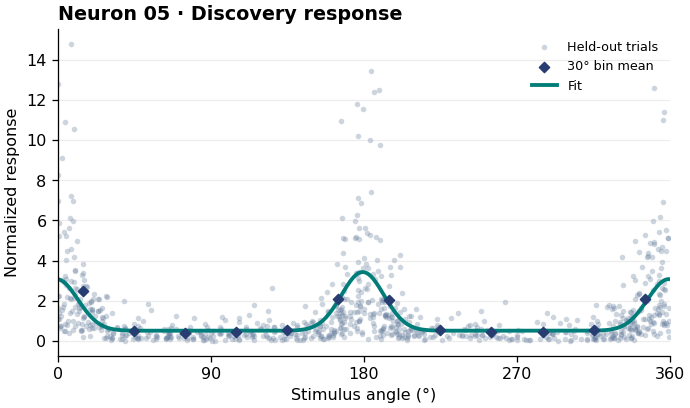 Neuron 05 · Discovery response
Held-out trials
30° bin mean
Fit
Normalized response
14
12
10
8
6
4
2
0
0 90 180 270 360
Stimulus angle (°)